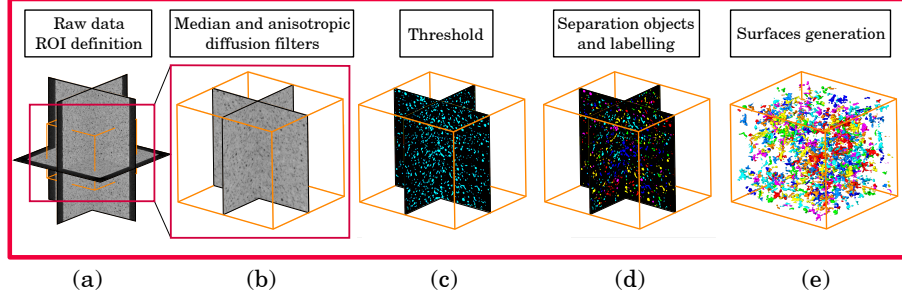 Raw data
ROI definition
Median and anisotropic
diffusion filters
Threshold
Separation objects
and labelling
Surfaces generation
(a)
(b)
(c)
(d)
(e)